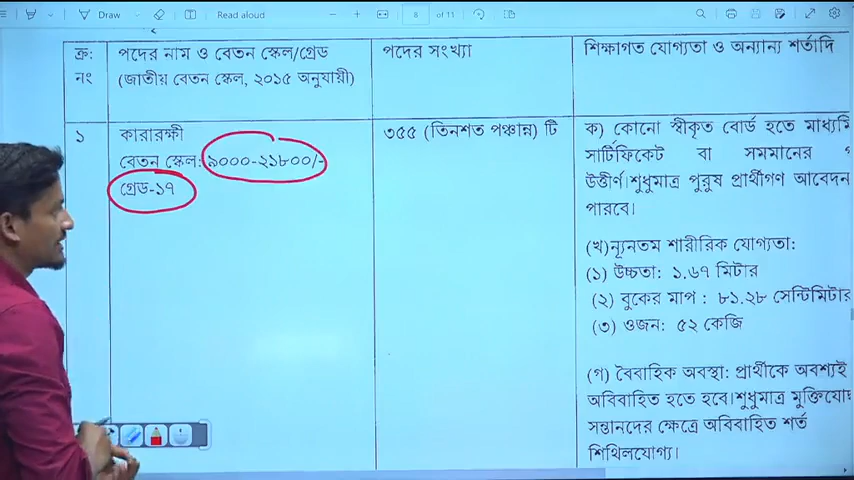 Draw
Read aloud
8
of 11
ক্র:
নং
পদের নাম ও বেতন স্কেল/গ্রেড
(জাতীয় বেতন স্কেল, ২০১৫ অনুযায়ী)
পদের সংখ্যা
শিক্ষাগত যোগ্যতা ও অন্যান্য শর্তাদি
১
কারারক্ষী
বেতন স্কেল: ৯০০০-২১৮০০/-
গ্রেড-১৭
৩৫৫ (তিনশত পঞ্চান্ন) টি
ক) কোনো স্বীকৃত বোর্ড হতে
সার্টিফিকেট বা সমমানের
উত্তীর্ণ।শুধুমাত্র পুরুষ প্রার্থীগণ আবেদন
পারবে।
(খ)ন্যূনতম শারীরিক যোগ্যতা:
(১) উচ্চতা: ১.৬৭ মিটার
(২) বুকের মাপ : ৮১.২৮ সেন্টিমিটার
(৩) ওজন: ৫২ কেজি
(গ) বৈবাহিক অবস্থা: প্রার্থীকে অবশ্যই
অবিবাহিত হতে হবে।শুধুমাত্র
সন্তানদের ক্ষেত্রে অবিবাহিত শর্ত
শিথিলযোগ্য।